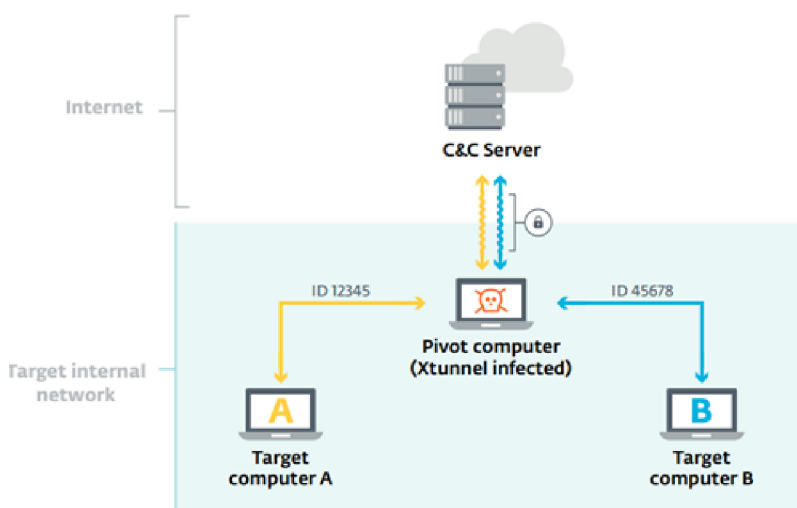 Internet
C&C Server
ID 12345
ID 45678
Pivot computer
(Xtunnel infected)
Target internal
network
A
B
Target
computer A
Target
computer B